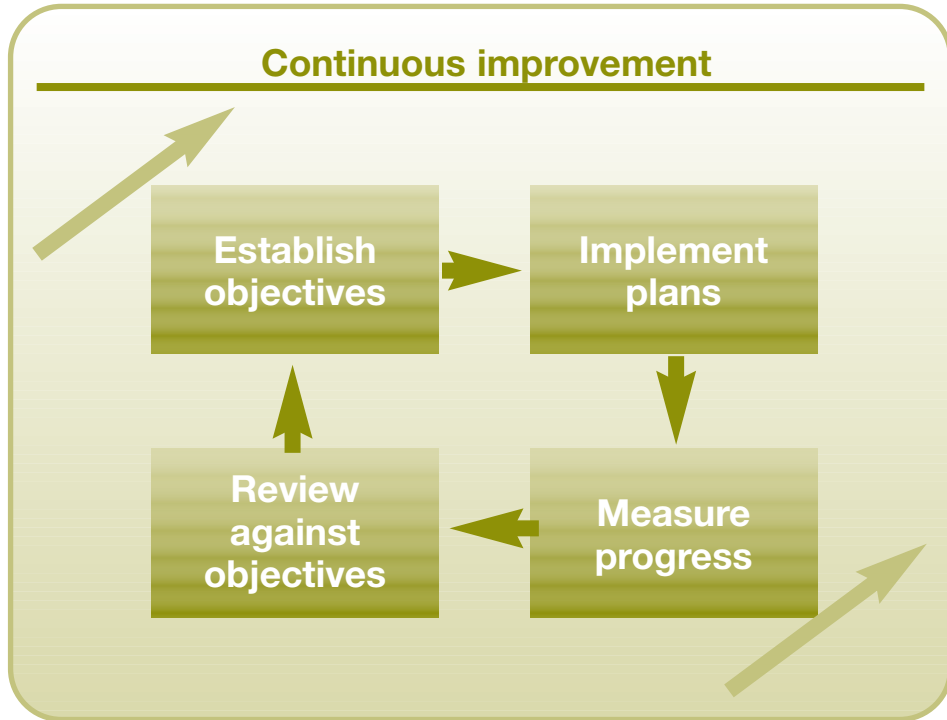 Continuous improvement
Establish
objectives
Implement
plans
Review
against
objectives
Measure
progress